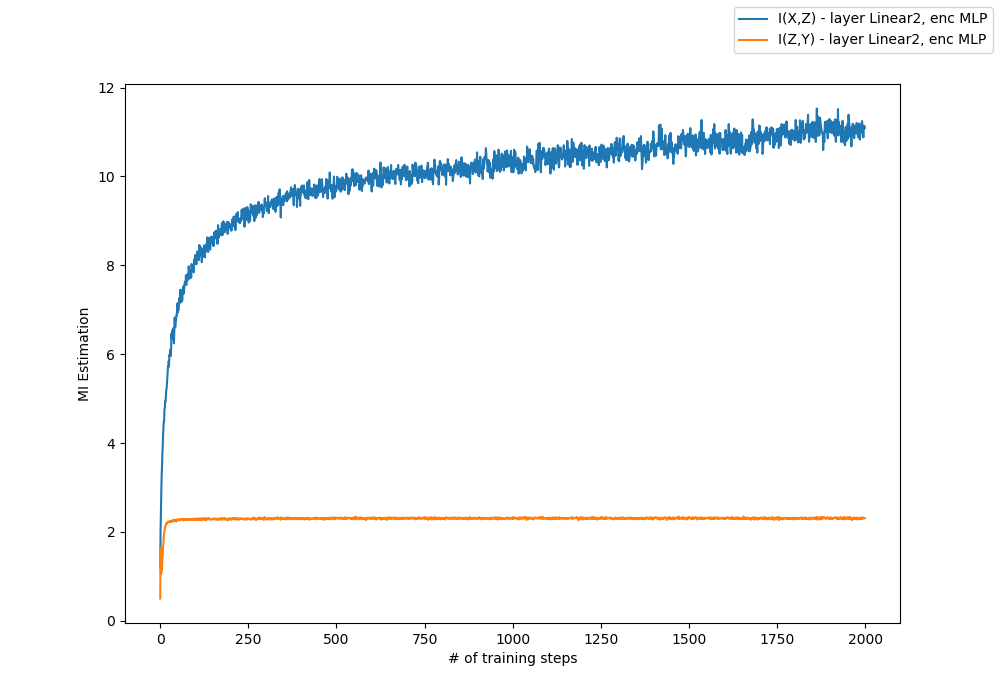 I(X,Z) - layer Linear2, enc MLP
I(Z,Y) - layer Linear2, enc MLP
12
10
8
6
4
2
0
MI Estimation
0 250 500 750 1000 1250 1500 1750 2000
# of training steps